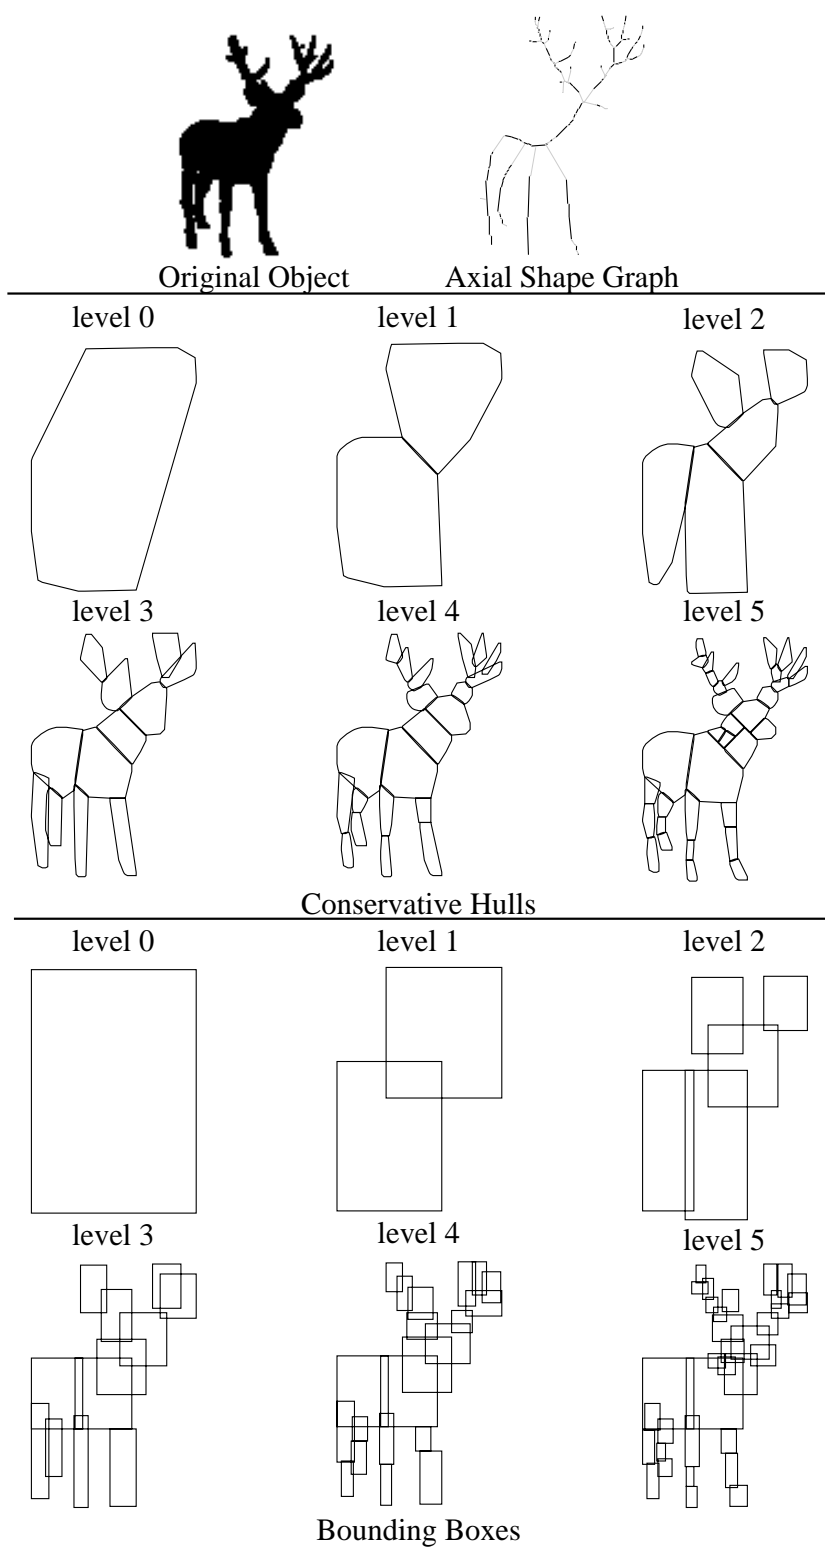 Original Object Axial Shape Graph
level 0 level 1 level 2
level 3 level 4 level 5
Conservative Hulls
level 0 level 1 level 2
level 3 level 4 level 5
Bounding Boxes